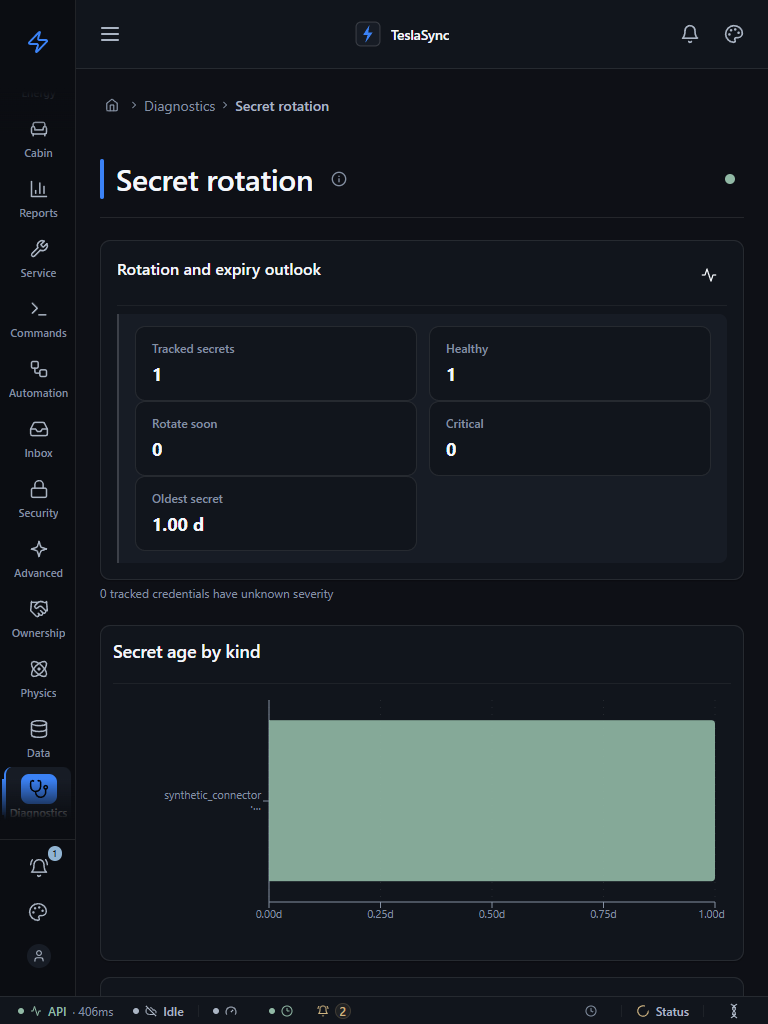 TeslaSync
Energy
Cabin
Reports
Service
Commands
Automation
Inbox
Security
Advanced
Ownership
Physics
Data
Diagnostics
1
Diagnostics > Secret rotation
Secret rotation
Rotation and expiry outlook
Tracked secrets
1
Healthy
1
Rotate soon
0
Critical
0
Oldest secret
1.00 d
0 tracked credentials have unknown severity
Secret age by kind
synthetic_connector
·...
0.00d 0.25d 0.50d 0.75d 1.00d
API · 406ms Idle 2 Status